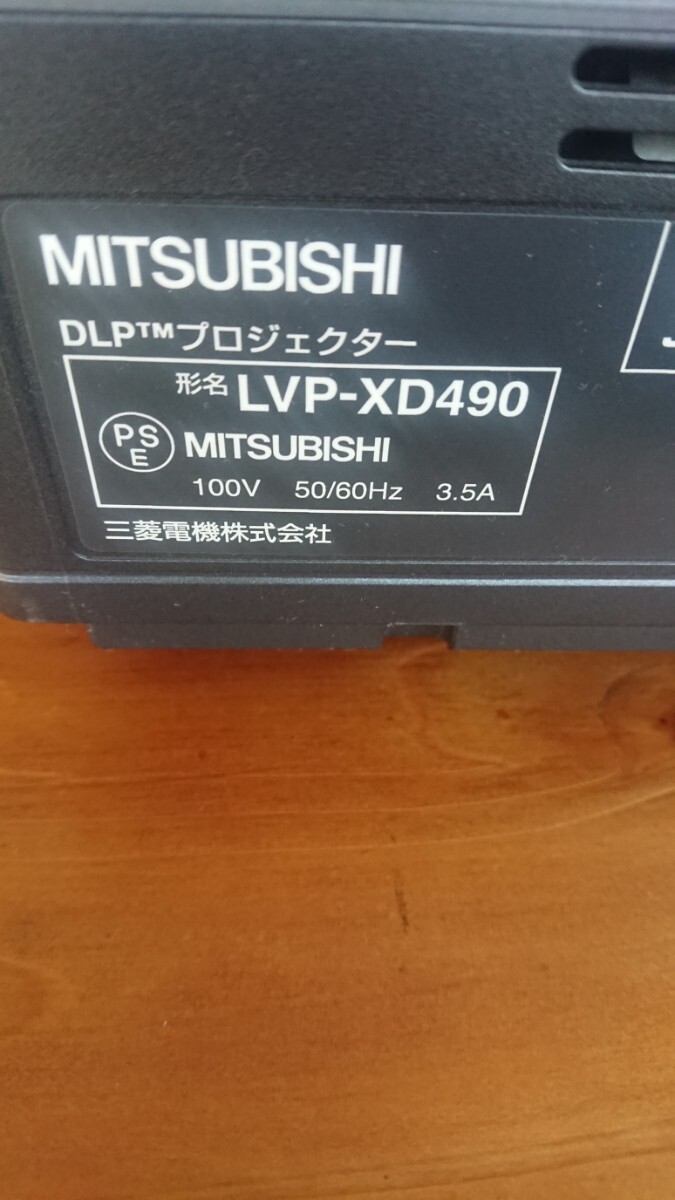 MITSUBISHI
DLP™プロジェクター
形名 LVP-XD490
PSE MITSUBISHI
100V 50/60Hz 3.5A
三菱電機株式会社